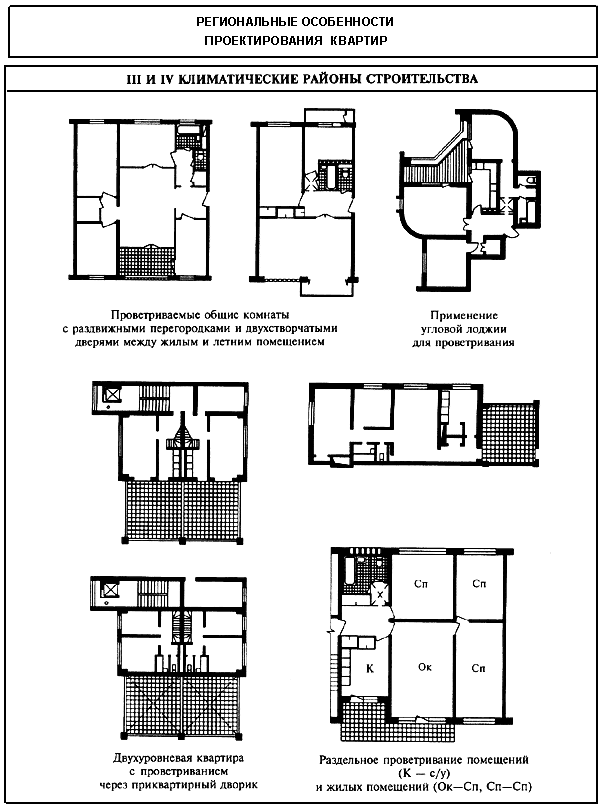 РЕГИОНАЛЬНЫЕ ОСОБЕННОСТИ
ПРОЕКТИРОВАНИЯ КВАРТИР
III И IV КЛИМАТИЧЕСКИЕ РАЙОНЫ СТРОИТЕЛЬСТВА
Проветриваемые общие комнаты
с раздвижными перегородками и двухстворчатыми
дверями между жилым и летним помещением
Применение
угловой лоджии
для проветривания
Сп
Сп
х
К
Ок
Сп
Двухуровневая квартира
с проветриванием
через приквартирный дворик
Раздельное проветривание помещений
(К — с/у)
и жилых помещений (Ок—Сп, Сп—Сп)